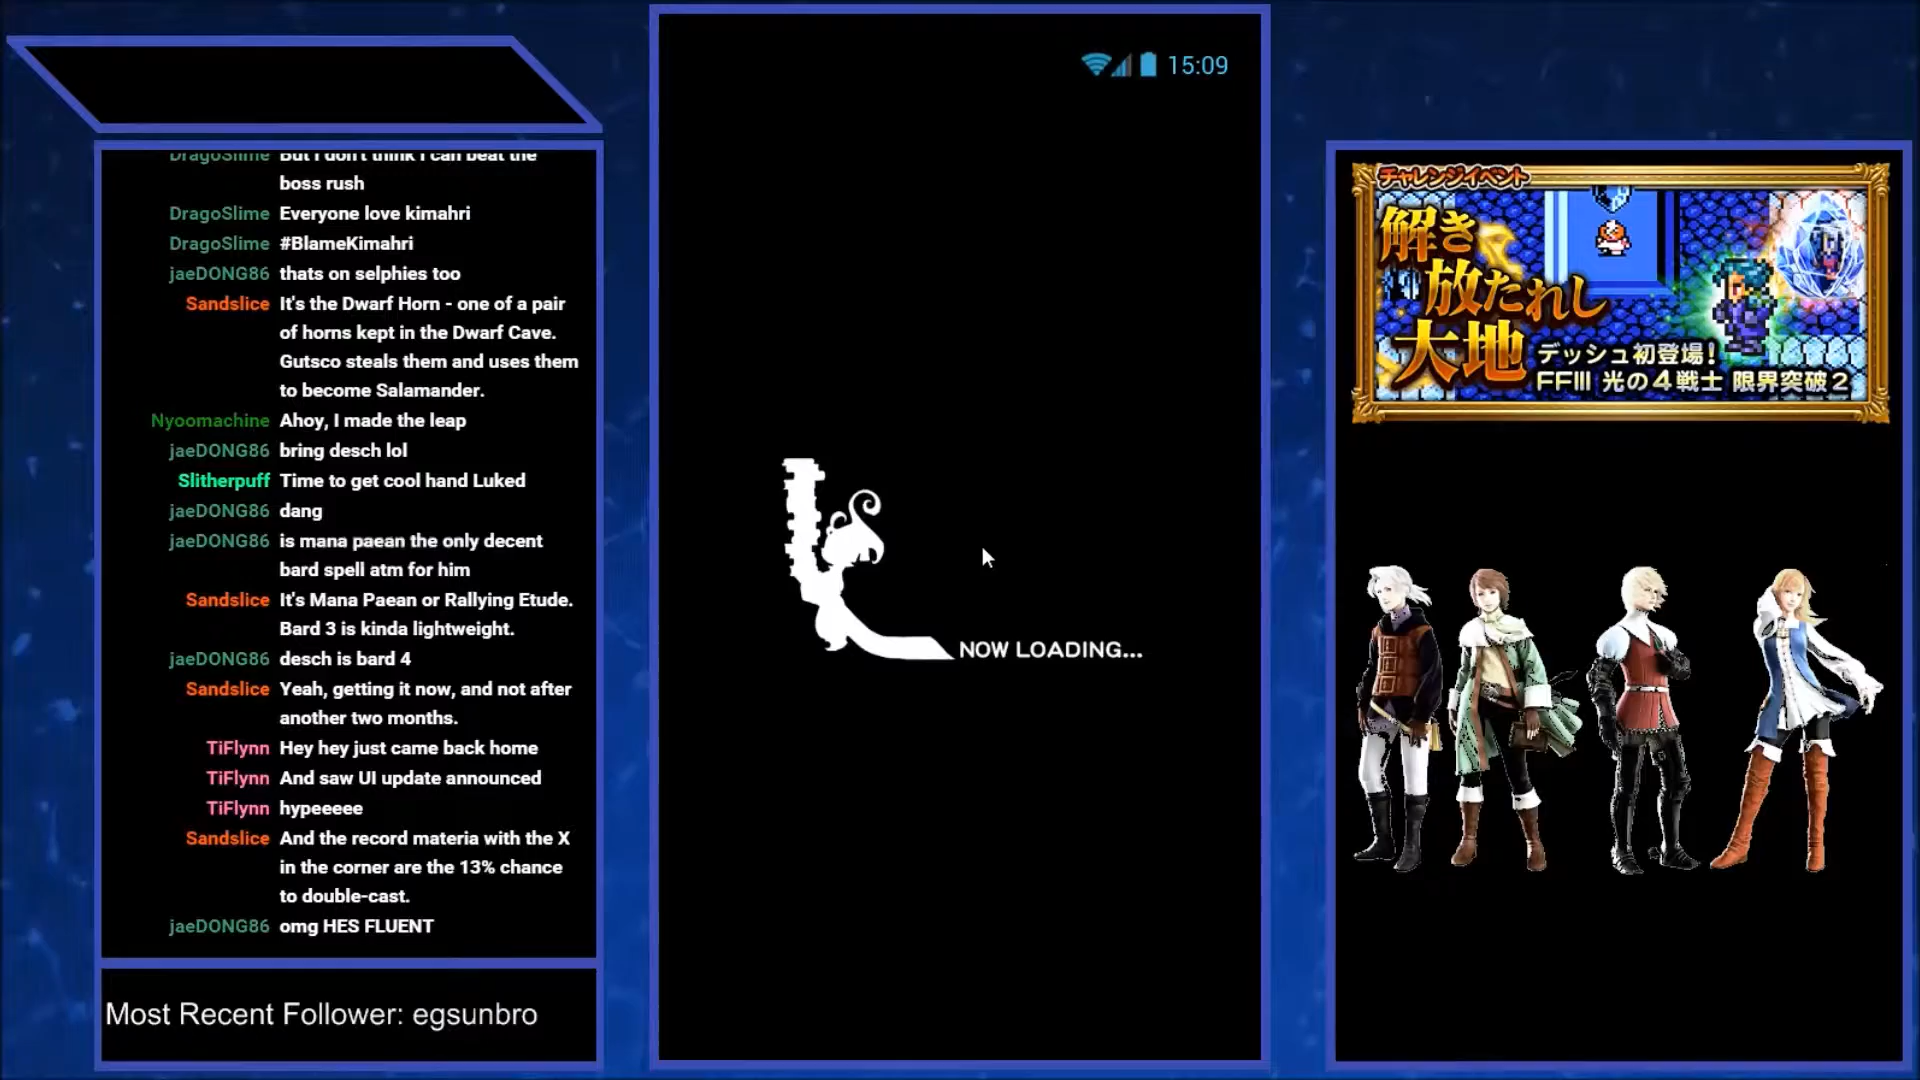 DragoSlime But I don't think I can beat the
boss rush
DragoSlime Everyone love kimahri
DragoSlime #BlameKimahri
jaeDONG86 thats on selphies too
Sandslice It's the Dwarf Horn - one of a pair
of horns kept in the Dwarf Cave.
Gutsco steals them and uses them
to become Salamander.
Nyoomachine Ahoy, I made the leap
jaeDONG86 bring desch lol
Slitherpuff Time to get cool hand Luked
jaeDONG86 dang
jaeDONG86 is mana paean the only decent
bard spell atm for him
Sandslice It's Mana Paean or Rallying Etude.
Bard 3 is kinda lightweight.
jaeDONG86 desch is bard 4
Sandslice Yeah, getting it now, and not after
another two months.
TiFlynn Hey hey just came back home
TiFlynn And saw UI update announced
TiFlynn hypeeeee
Sandslice And the record materia with the X
in the corner are the 13% chance
to double-cast.
jaeDONG86 omg HES FLUENT
Most Recent Follower: egsunbro
15:09
NOW LOADING...
チャレンジイベント
解き
放たれし
大地
デッシュ初登場!
FFIII 光の4戦士 限界突破2